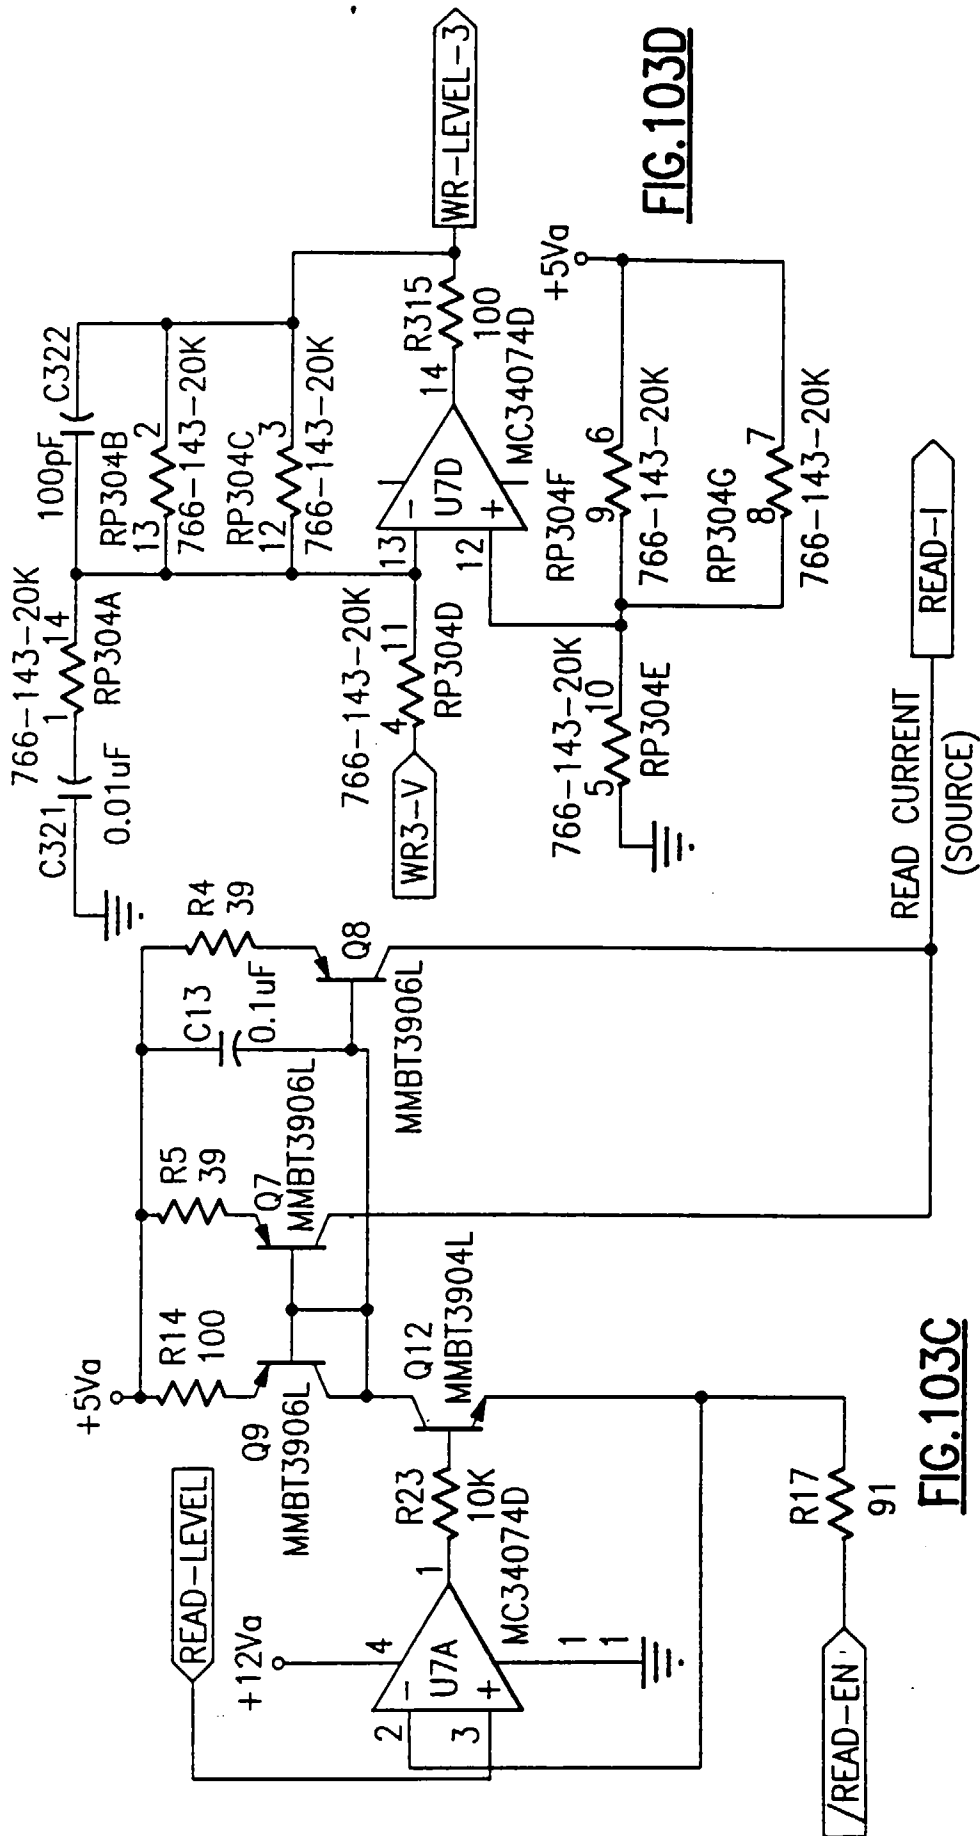 C321
0.01uF
766-143-20K
1
14
RP304A
100pF
C322
RP304B
13
2
766-143-20K
RP304C
12
3
766-143-20K
WR3-V
766-143-20K
4
11
RP304D
13
12
U7D
-
+
14
MC34074D
R315
100
WR-LEVEL-3
766-143-20K
5
10
RP304E
RP304F
9
6
766-143-20K
RP304G
8
7
766-143-20K
+5Va
FIG.103D
READ-LEVEL
+12Va
2
3
4
U7A
-
+
1
11
MC34074D
R23
10K
+5Va
R14
100
Q9
MMBT3906L
R5
39
Q7
MMBT3906L
C13
0.1uF
R4
39
Q8
MMBT3906L
Q12
MMBT3904L
R17
91
/READ-EN
READ CURRENT
(SOURCE)
READ-I
FIG.103C